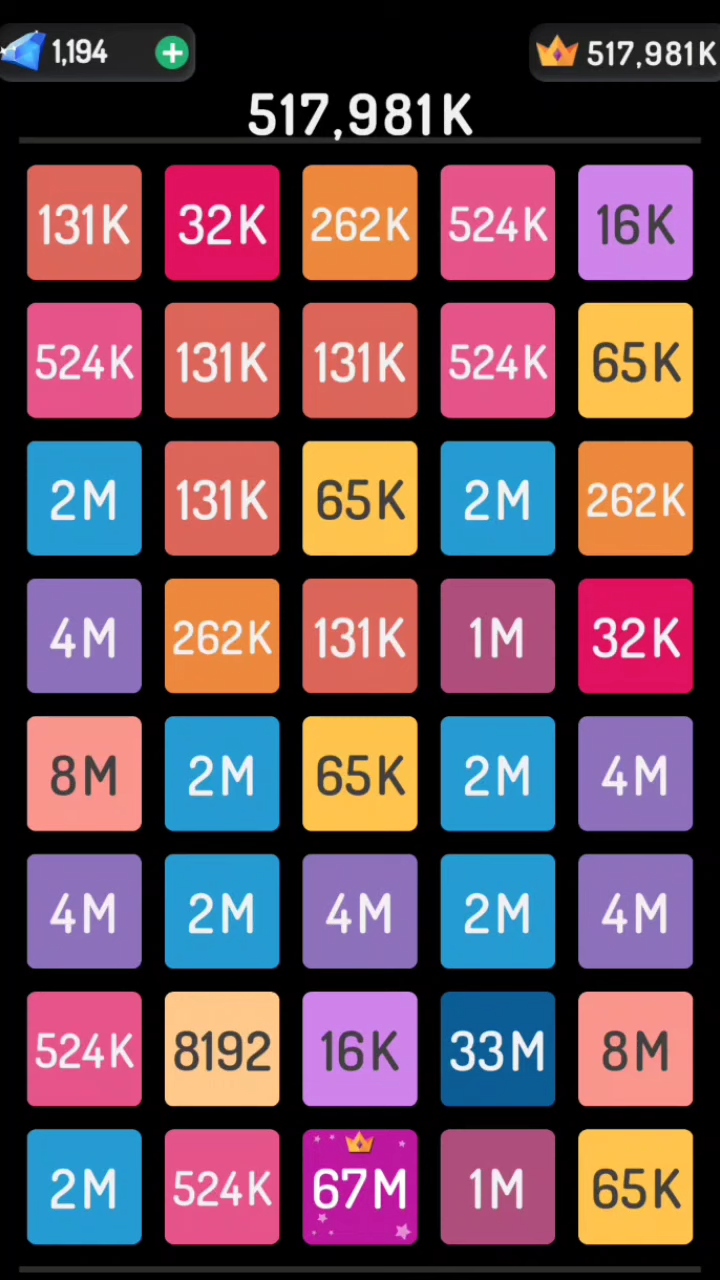 1,194 517,981K
517,981K
131K 32K 262K 524K 16K
524K 131K 131K 524K 65K
2M 131K 65K 2M 262K
4M 262K 131K 1M 32K
8M 2M 65K 2M 4M
4M 2M 4M 2M 4M
524K 8192 16K 33M 8M
2M 524K 67M 1M 65K